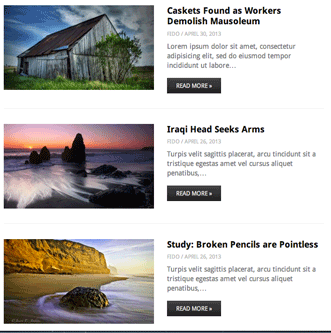 Caskets Found as Workers
Demolish Mausoleum
FIDO / APRIL 30, 2013
Lorem ipsum dolor sit amet, consectetur
adipisicing elit, sed do eiusmod tempor
incididunt ut labore…
READ MORE »
Iraqi Head Seeks Arms
FIDO / APRIL 26, 2013
Turpis velit sagittis placerat, arcu tincidunt sit a
tristique egestas amet vel cursus aliquet
penatibus,…
READ MORE »
Study: Broken Pencils are Pointless
FIDO / APRIL 26, 2013
Turpis velit sagittis placerat, arcu tincidunt sit a
tristique egestas amet vel cursus aliquet
penatibus,…
READ MORE »